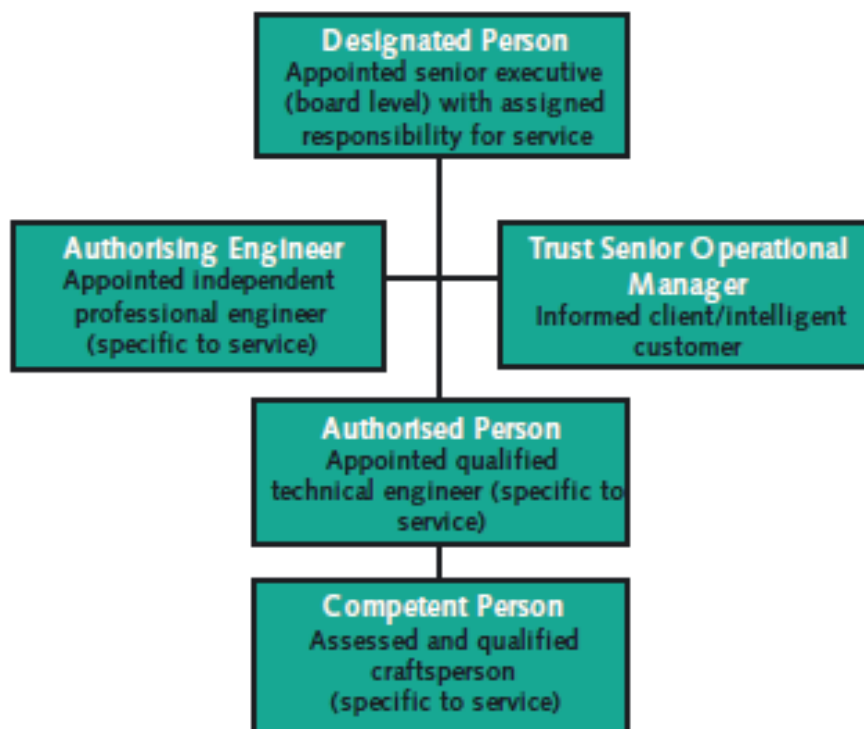 Designated Person
Appointed senior executive
(board level) with assigned
responsibility for service
Authorising Engineer
Appointed independent
professional engineer
(specific to service)
Trust Senior Operational
Manager
Informed client/intelligent
customer
Authorised Person
Appointed qualified
technical engineer (specific to
service)
Competent Person
Assessed and qualified
craftsperson
(specific to service)